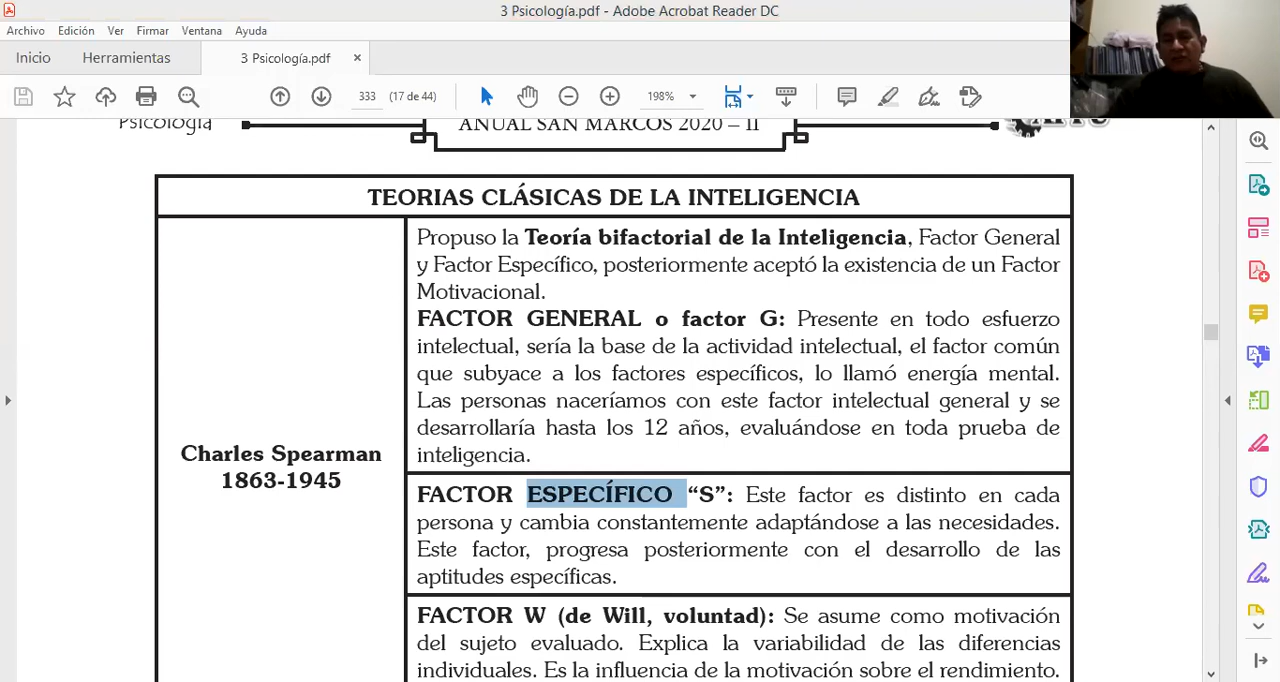 3 Psicología.pdf - Adobe Acrobat Reader DC
Archivo Edición Ver Firmar Ventana Ayuda
Inicio Herramientas 3 Psicología.pdf ×
333 (17 de 44) 198%
Psicología ANUAL SAN MARCOS 2020 – II
TEORIAS CLÁSICAS DE LA INTELIGENCIA
Charles Spearman
1863-1945
Propuso la Teoría bifactorial de la Inteligencia, Factor General
y Factor Específico, posteriormente aceptó la existencia de un Factor
Motivacional.
FACTOR GENERAL o factor G: Presente en todo esfuerzo
intelectual, sería la base de la actividad intelectual, el factor común
que subyace a los factores específicos, lo llamó energía mental.
Las personas naceríamos con este factor intelectual general y se
desarrollaría hasta los 12 años, evaluándose en toda prueba de
inteligencia.
FACTOR ESPECÍFICO “S”: Este factor es distinto en cada
persona y cambia constantemente adaptándose a las necesidades.
Este factor, progresa posteriormente con el desarrollo de las
aptitudes específicas.
FACTOR W (de Will, voluntad): Se asume como motivación
del sujeto evaluado. Explica la variabilidad de las diferencias
individuales. Es la influencia de la motivación sobre el rendimiento.